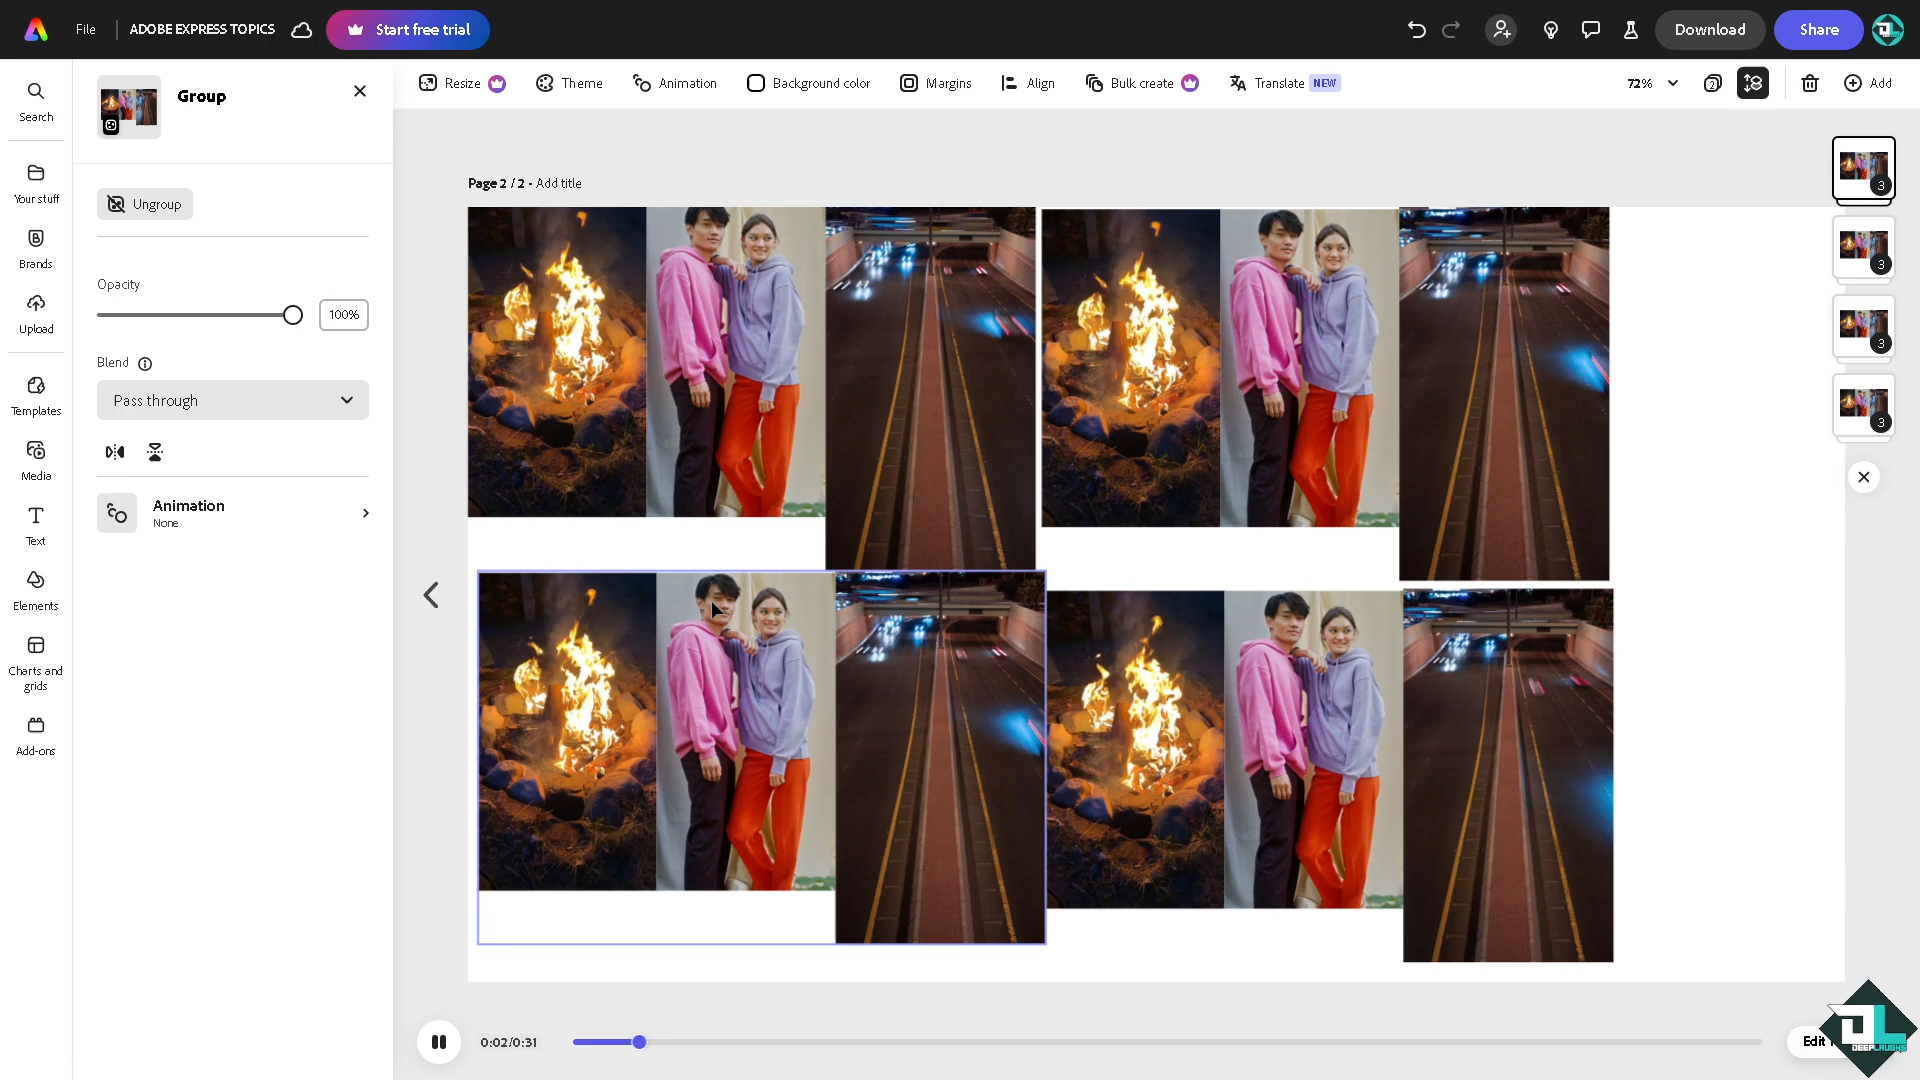 File
ADOBE EXPRESS TOPICS
Start free trial
Download
Share
Search
Your stuff
Brands
Upload
Templates
Media
Text
Elements
Charts and
grids
Add-ons
Group
Ungroup
Opacity
100%
Blend
Pass through
Animation
None
Resize
Theme
Animation
Background color
Margins
Align
Bulk create
Translate NEW
72%
2
Add
Page 2 / 2 - Add title
3
3
3
3
0:02/0:31
Edit
DEEPLAUGHS